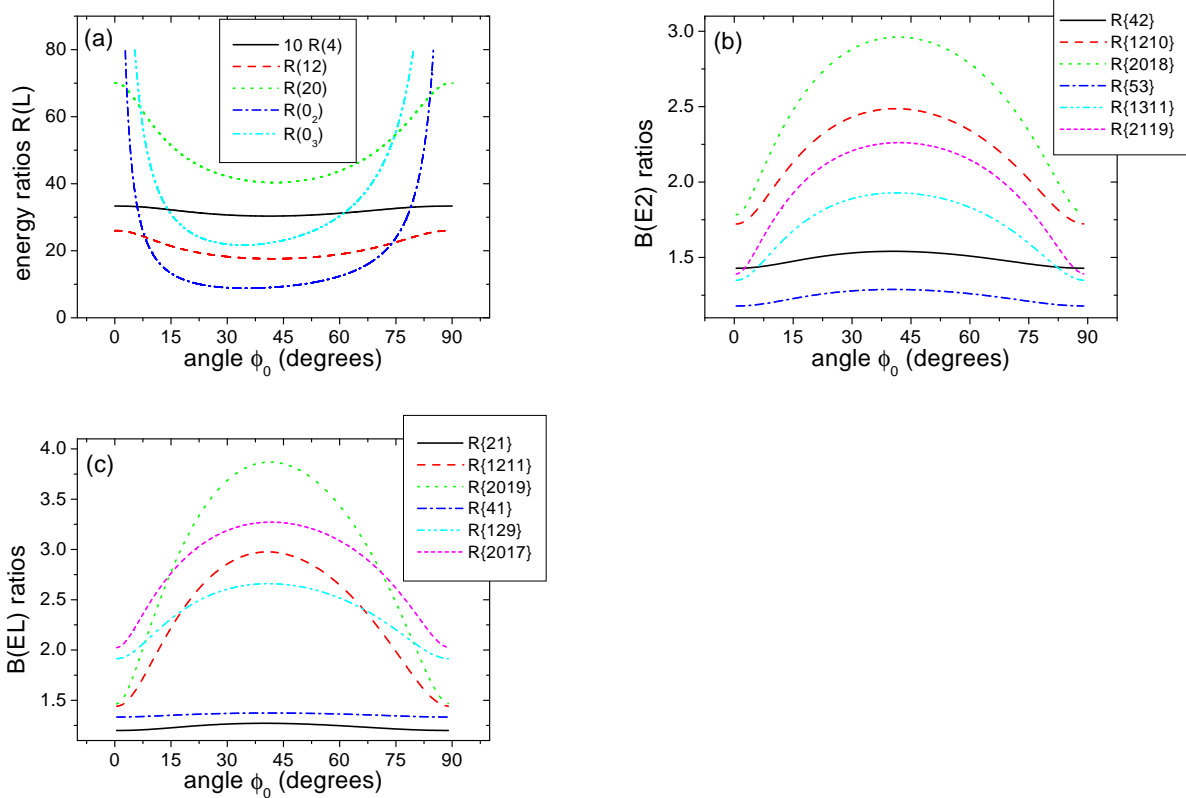 (a)
10 R(4)
R(12)
R(20)
R(0₂)
R(0₃)
energy ratios R(L)
80
60
40
20
0
0 15 30 45 60 75 90
angle ϕ₀ (degrees)
(b)
R{42}
R{1210}
R{2018}
R{53}
R{1311}
R{2119}
B(E2) ratios
3.0
2.5
2.0
1.5
0 15 30 45 60 75 90
angle ϕ₀ (degrees)
(c)
R{21}
R{1211}
R{2019}
R{41}
R{129}
R{2017}
B(EL) ratios
4.0
3.5
3.0
2.5
2.0
1.5
0 15 30 45 60 75 90
angle ϕ₀ (degrees)